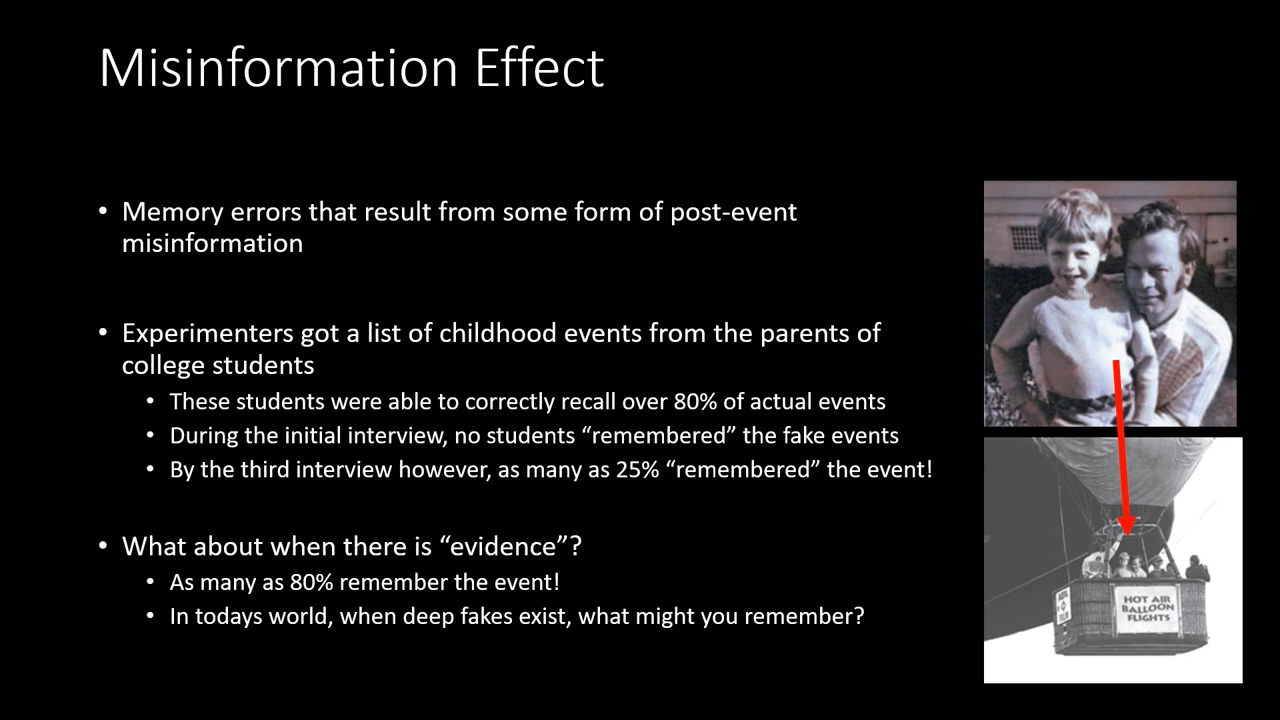 Misinformation Effect
• Memory errors that result from some form of post-event
misinformation
• Experimenters got a list of childhood events from the parents of
college students
• These students were able to correctly recall over 80% of actual events
• During the initial interview, no students “remembered” the fake events
• By the third interview however, as many as 25% “remembered” the event!
• What about when there is “evidence”?
• As many as 80% remember the event!
• In todays world, when deep fakes exist, what might you remember?
HOT AIR
BALLOON
FLIGHTS